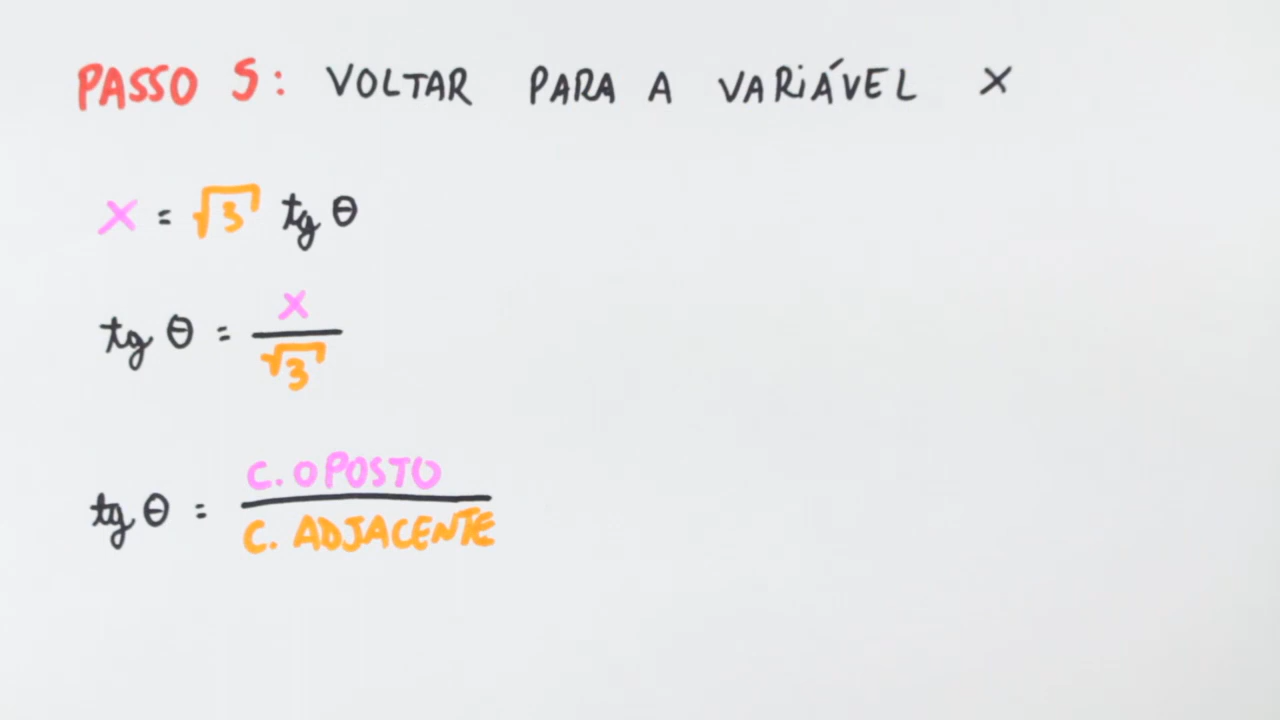 PASSO 5: VOLTAR PARA A VARIÁVEL X
X = √3 tg θ
tg θ = X / √3
tg θ = C. OPOSTO / C. ADJACENTE